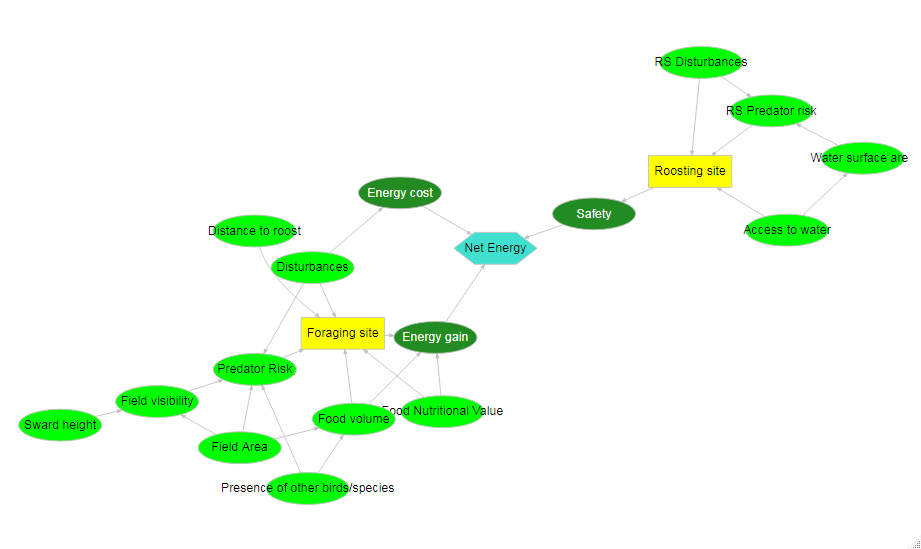 RS Disturbances
RS Predator risk
Water surface are
Roosting site
Energy cost
Safety
Distance to roost
Access to water
Net Energy
Disturbances
Foraging site
Energy gain
Predator Risk
Field visibility
Food Nutritional Value
Sward height
Food volume
Field Area
Presence of other birds/species